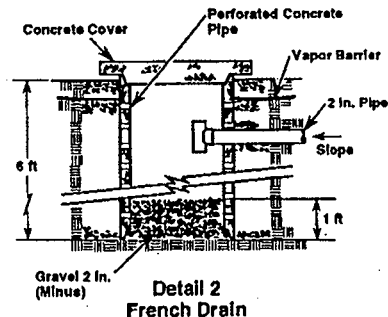 Perforated Concrete
Pipe
Concrete Cover
Vapor Barrier
2 in. Pipe
Slope
6 ft
1 ft
Gravel 2 in.
(Minus)
Detail 2
French Drain